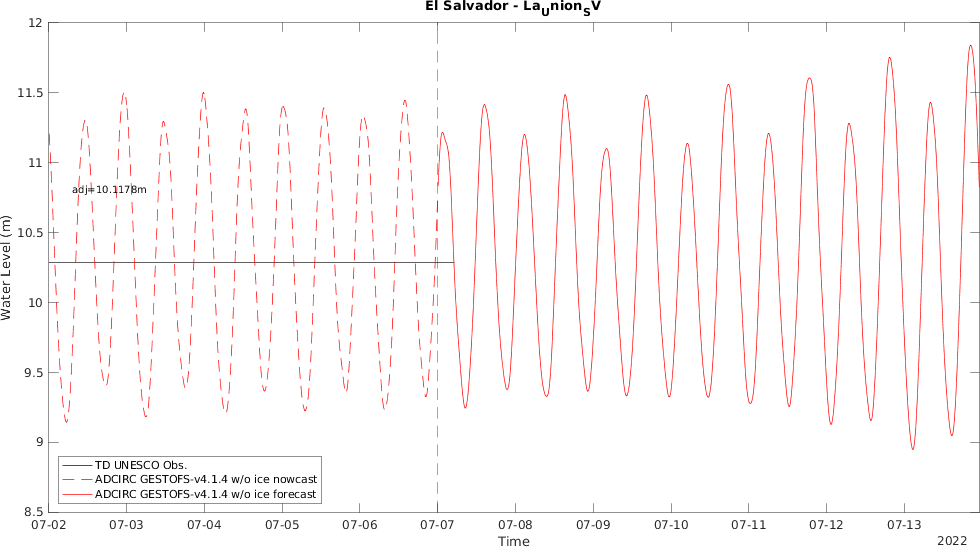 El Salvador - LaUnionSV
12
11.5
11
10.5
10
9.5
9
8.5
Water Level (m)
adj=10.1178m
TD UNESCO Obs.
ADCIRC GESTOFS-v4.1.4 w/o ice nowcast
ADCIRC GESTOFS-v4.1.4 w/o ice forecast
07-02 07-03 07-04 07-05 07-06 07-07 07-08 07-09 07-10 07-11 07-12 07-13
Time
2022